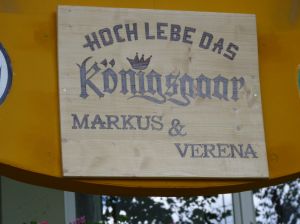 HOCH LEBE DAS
Königspaar
MARKUS &
VERENA